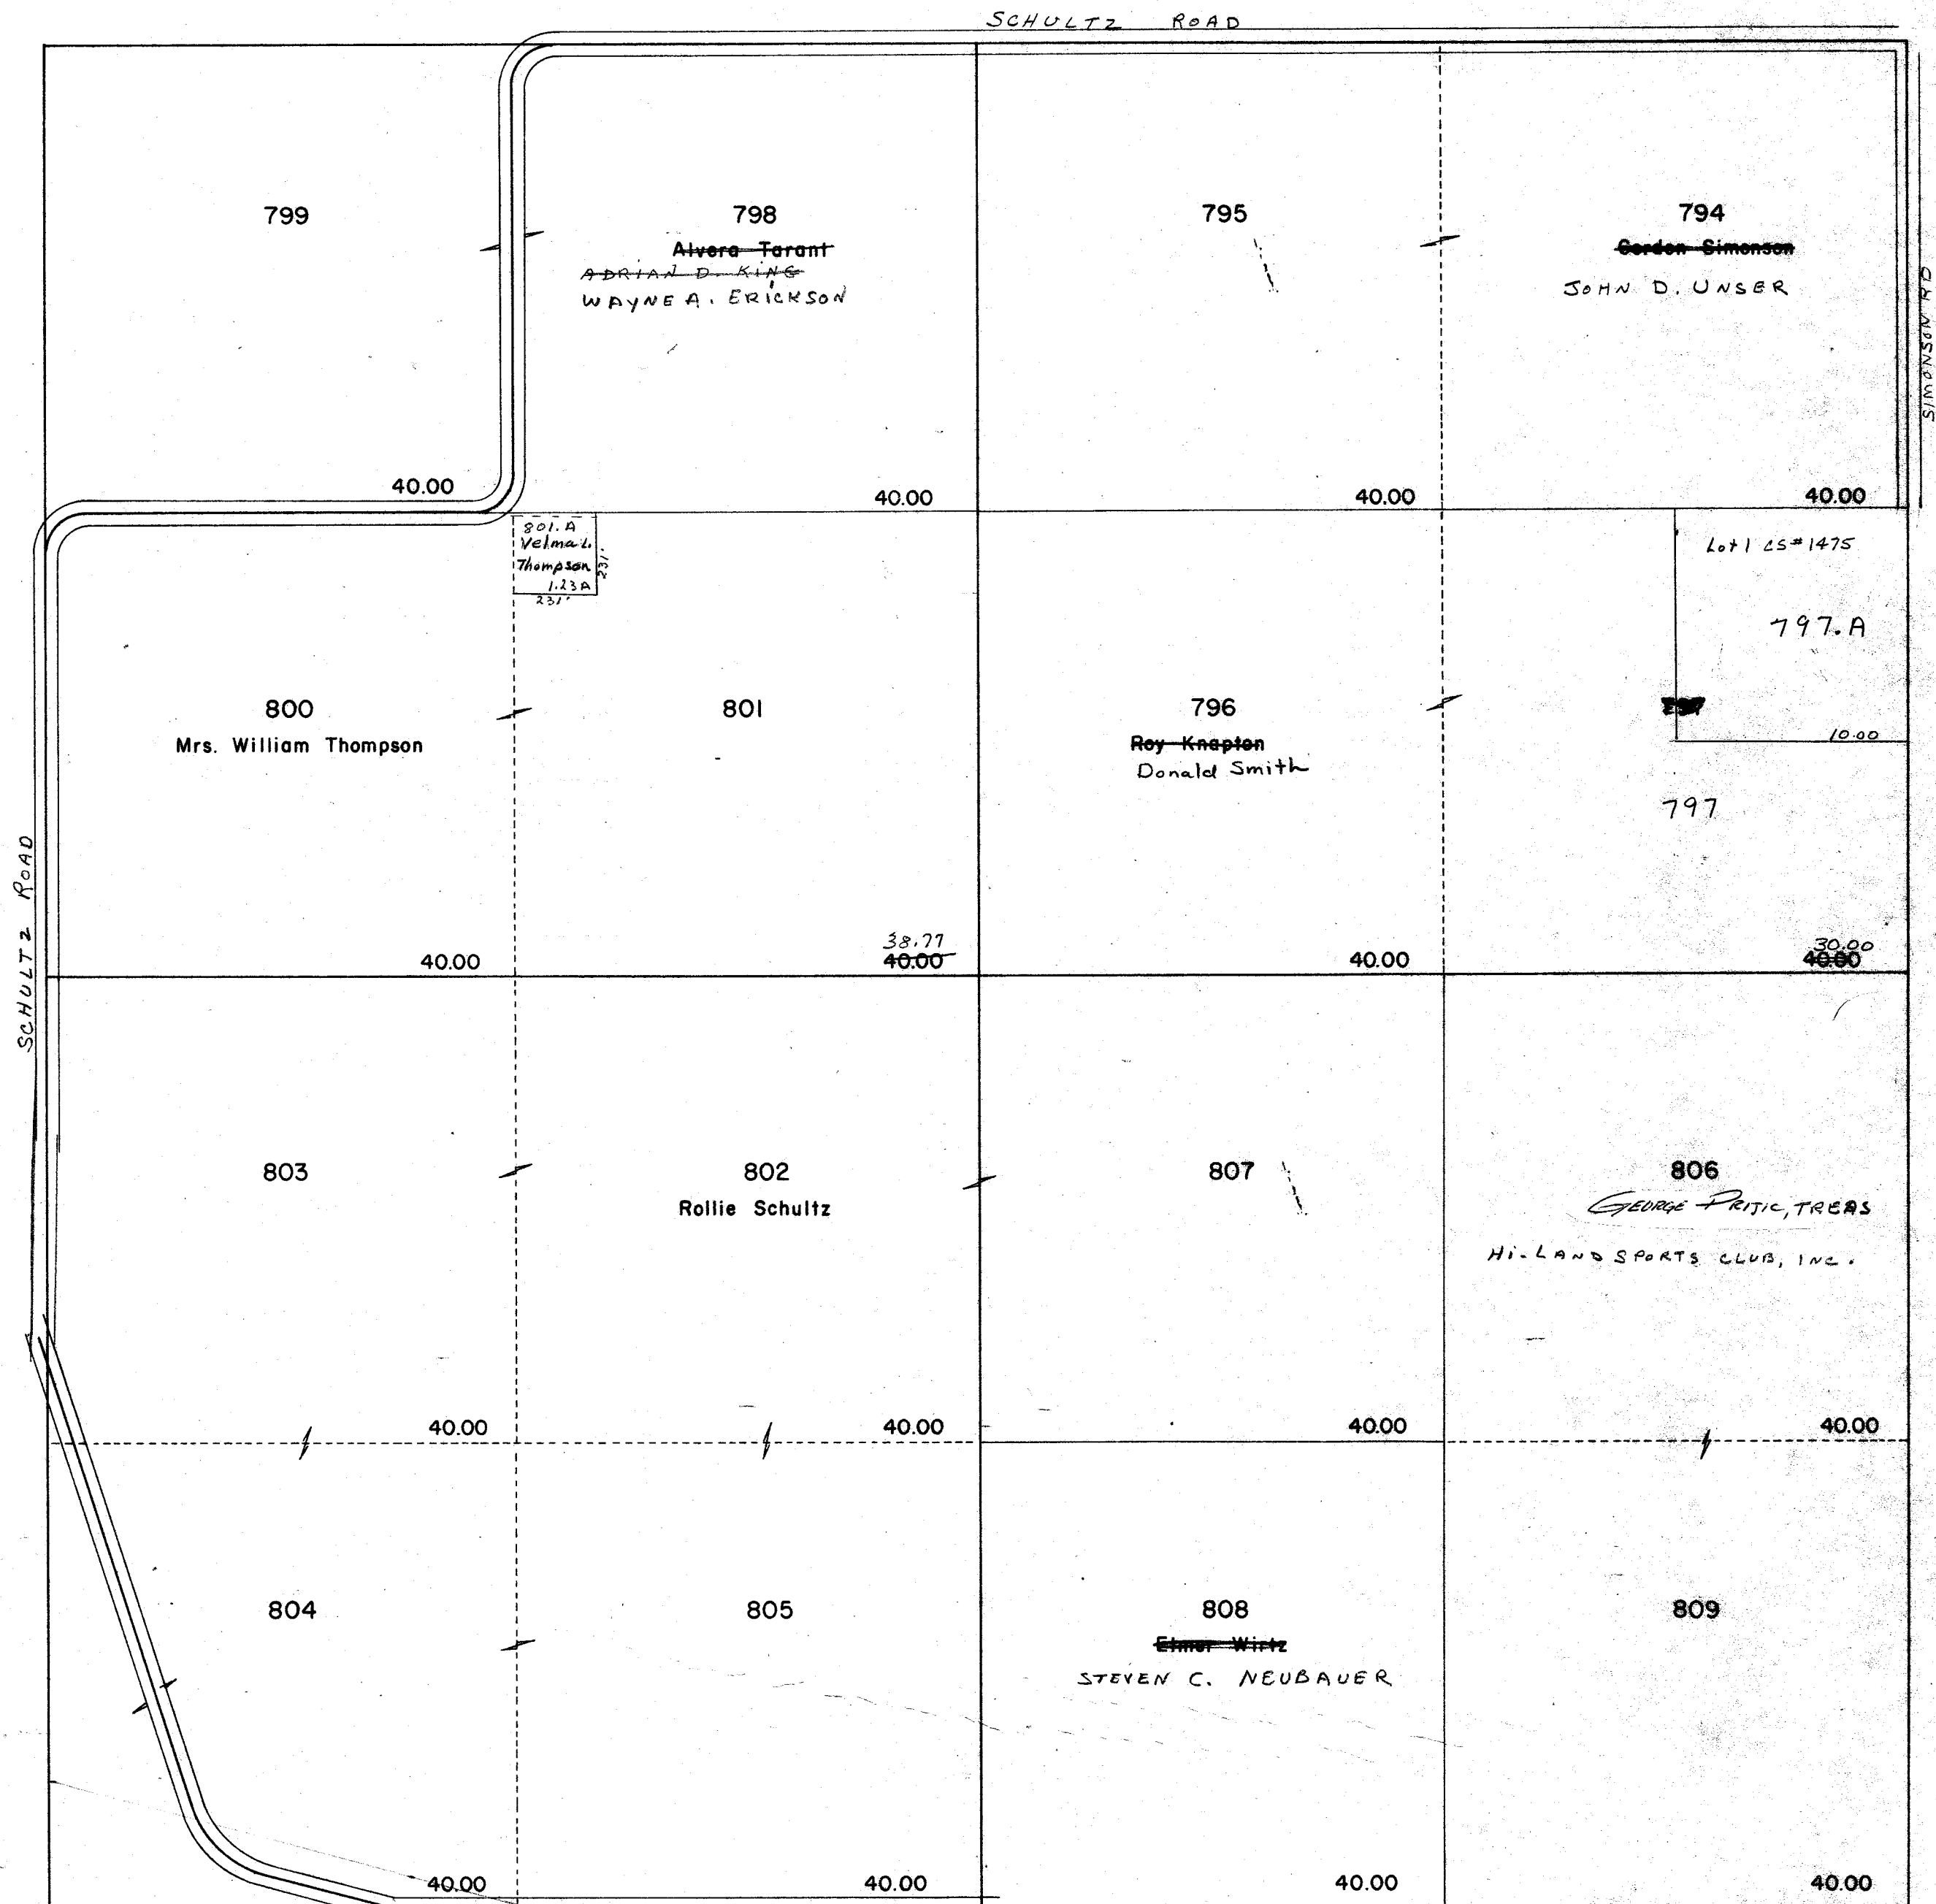 SCHULTZ ROAD
799
798
Alvera Tarant
ADRIAN D. KING
WAYNE A. ERICKSON
795
794
Gordon Simonson
JOHN D. UNSER
SIMONSON RD
40.00
40.00
40.00
40.00
801.A
Velma L.
Thompson
1.23A
231'
231'
Lot 1 CS#1475
797.A
10.00
800
Mrs. William Thompson
801
796
Roy Knapton
Donald Smith
797
SCHULTZ ROAD
40.00
38.77
40.00
40.00
30.00
40.00
803
802
Rollie Schultz
807
806
GEORGE PRITIC, TREAS
HI-LAND SPORTS CLUB, INC.
40.00
40.00
40.00
40.00
804
805
808
Elmer Wirtz
STEVEN C. NEUBAUER
809
40.00
40.00
40.00
40.00